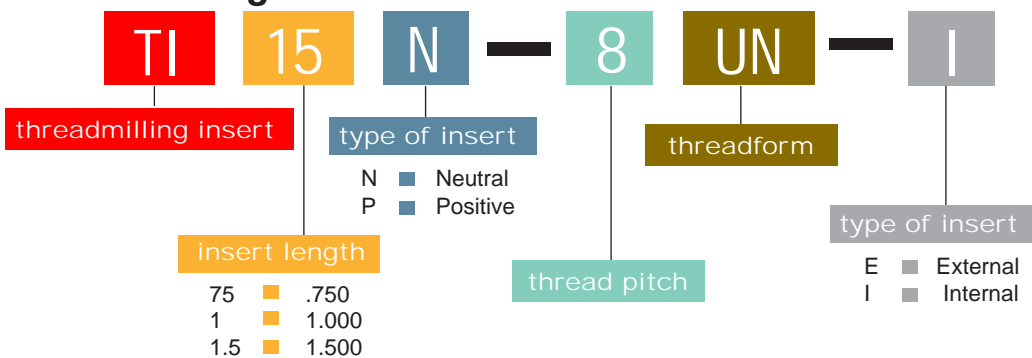 TI 15 N - 8 UN - I
threadmilling insert
type of insert
N Neutral
P Positive
threadform
type of insert
E External
I Internal
insert length
75 .750
1 1.000
1.5 1.500
thread pitch